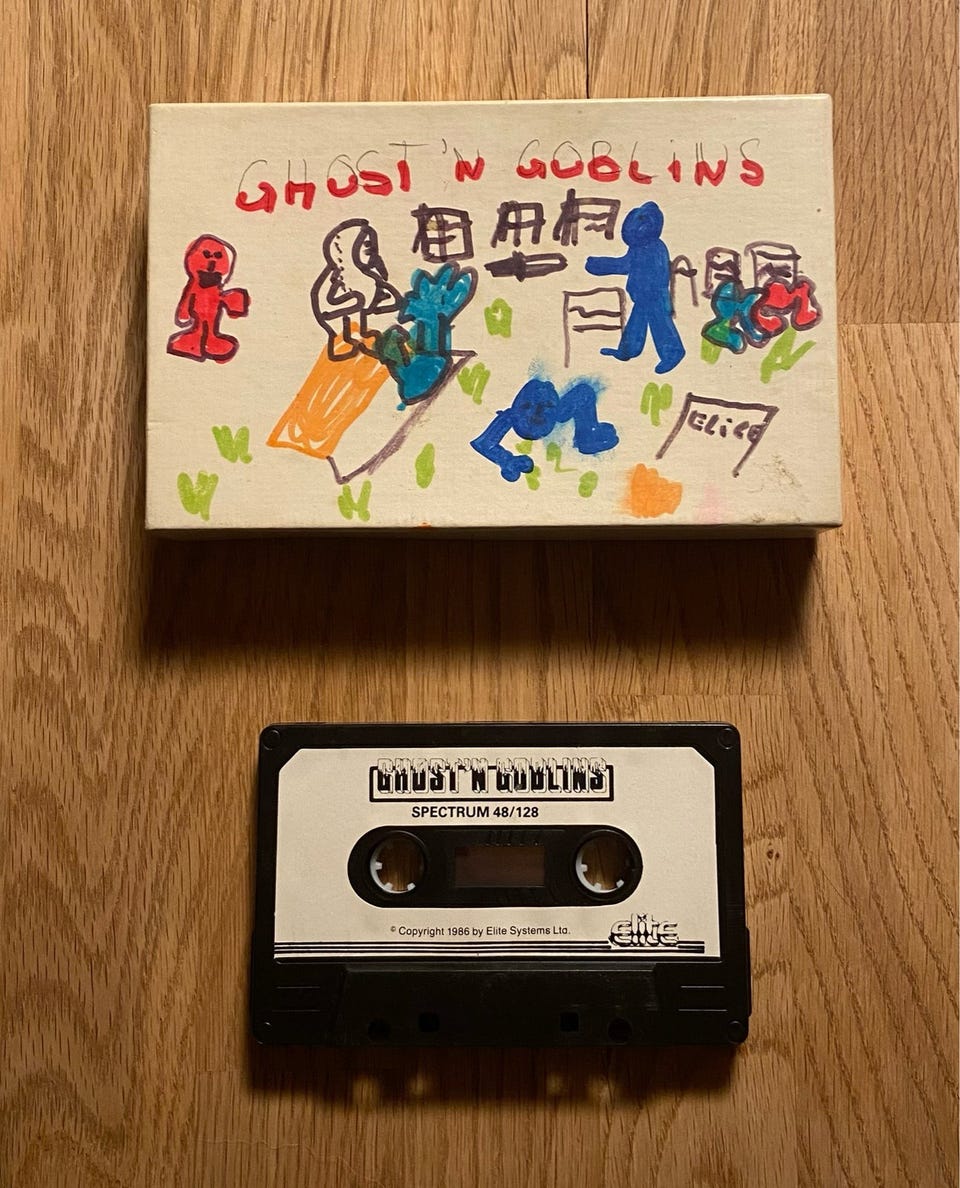 GHOST 'N GOBLINS
ELiCE
GHOST'N GOBLINS
SPECTRUM 48/128
© Copyright 1986 by Elite Systems Ltd.
elite